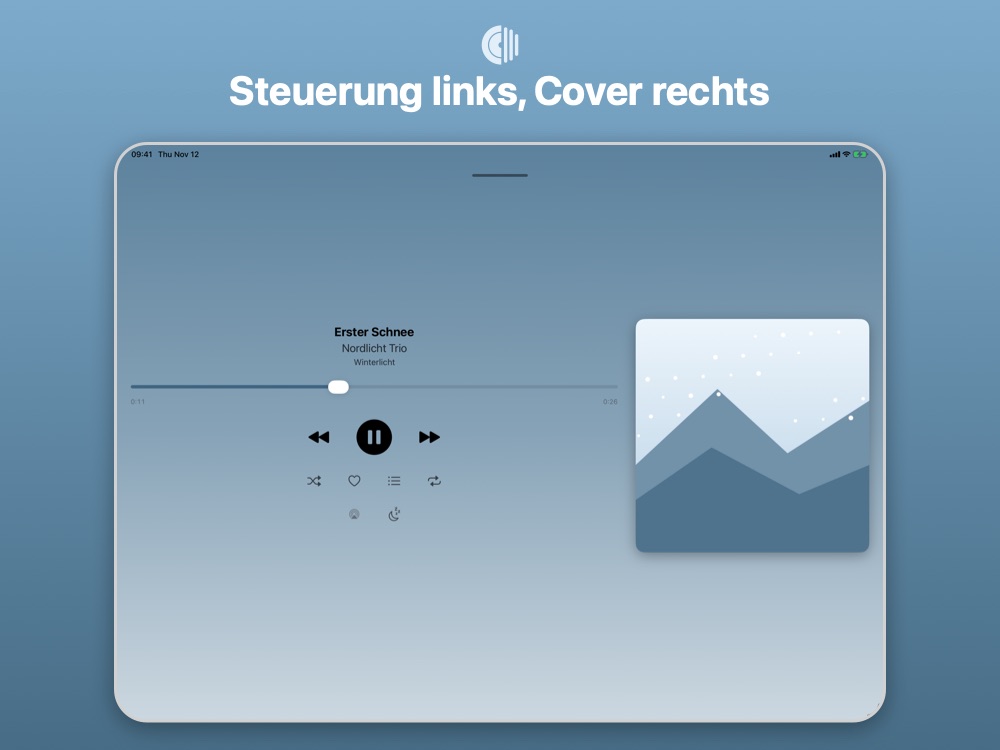 Steuerung links, Cover rechts
09:41 Thu Nov 12
Erster Schnee
Nordlicht Trio
Winterlicht
0:11
0:26